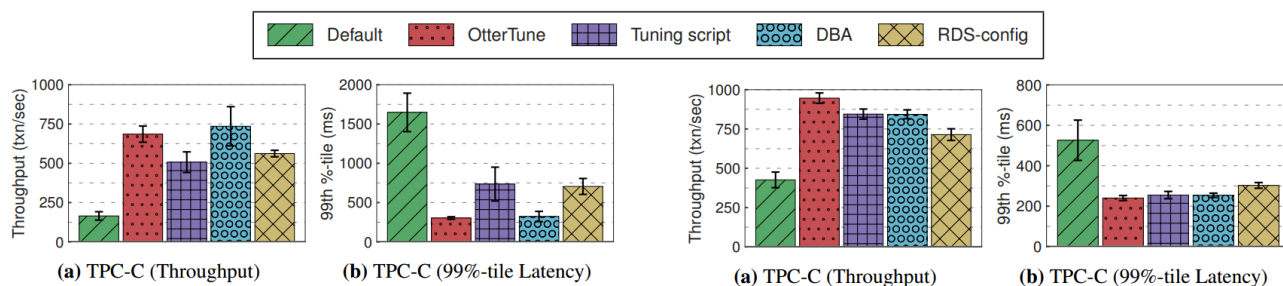 Default OtterTune Tuning script DBA RDS-config
Throughput (txn/sec)
1000
750
500
250
0
(a) TPC-C (Throughput)
99th %-tile (ms)
2000
1500
1000
500
0
(b) TPC-C (99%-tile Latency)
Throughput (txn/sec)
1000
750
500
250
0
(a) TPC-C (Throughput)
99th %-tile (ms)
800
600
400
200
0
(b) TPC-C (99%-tile Latency)